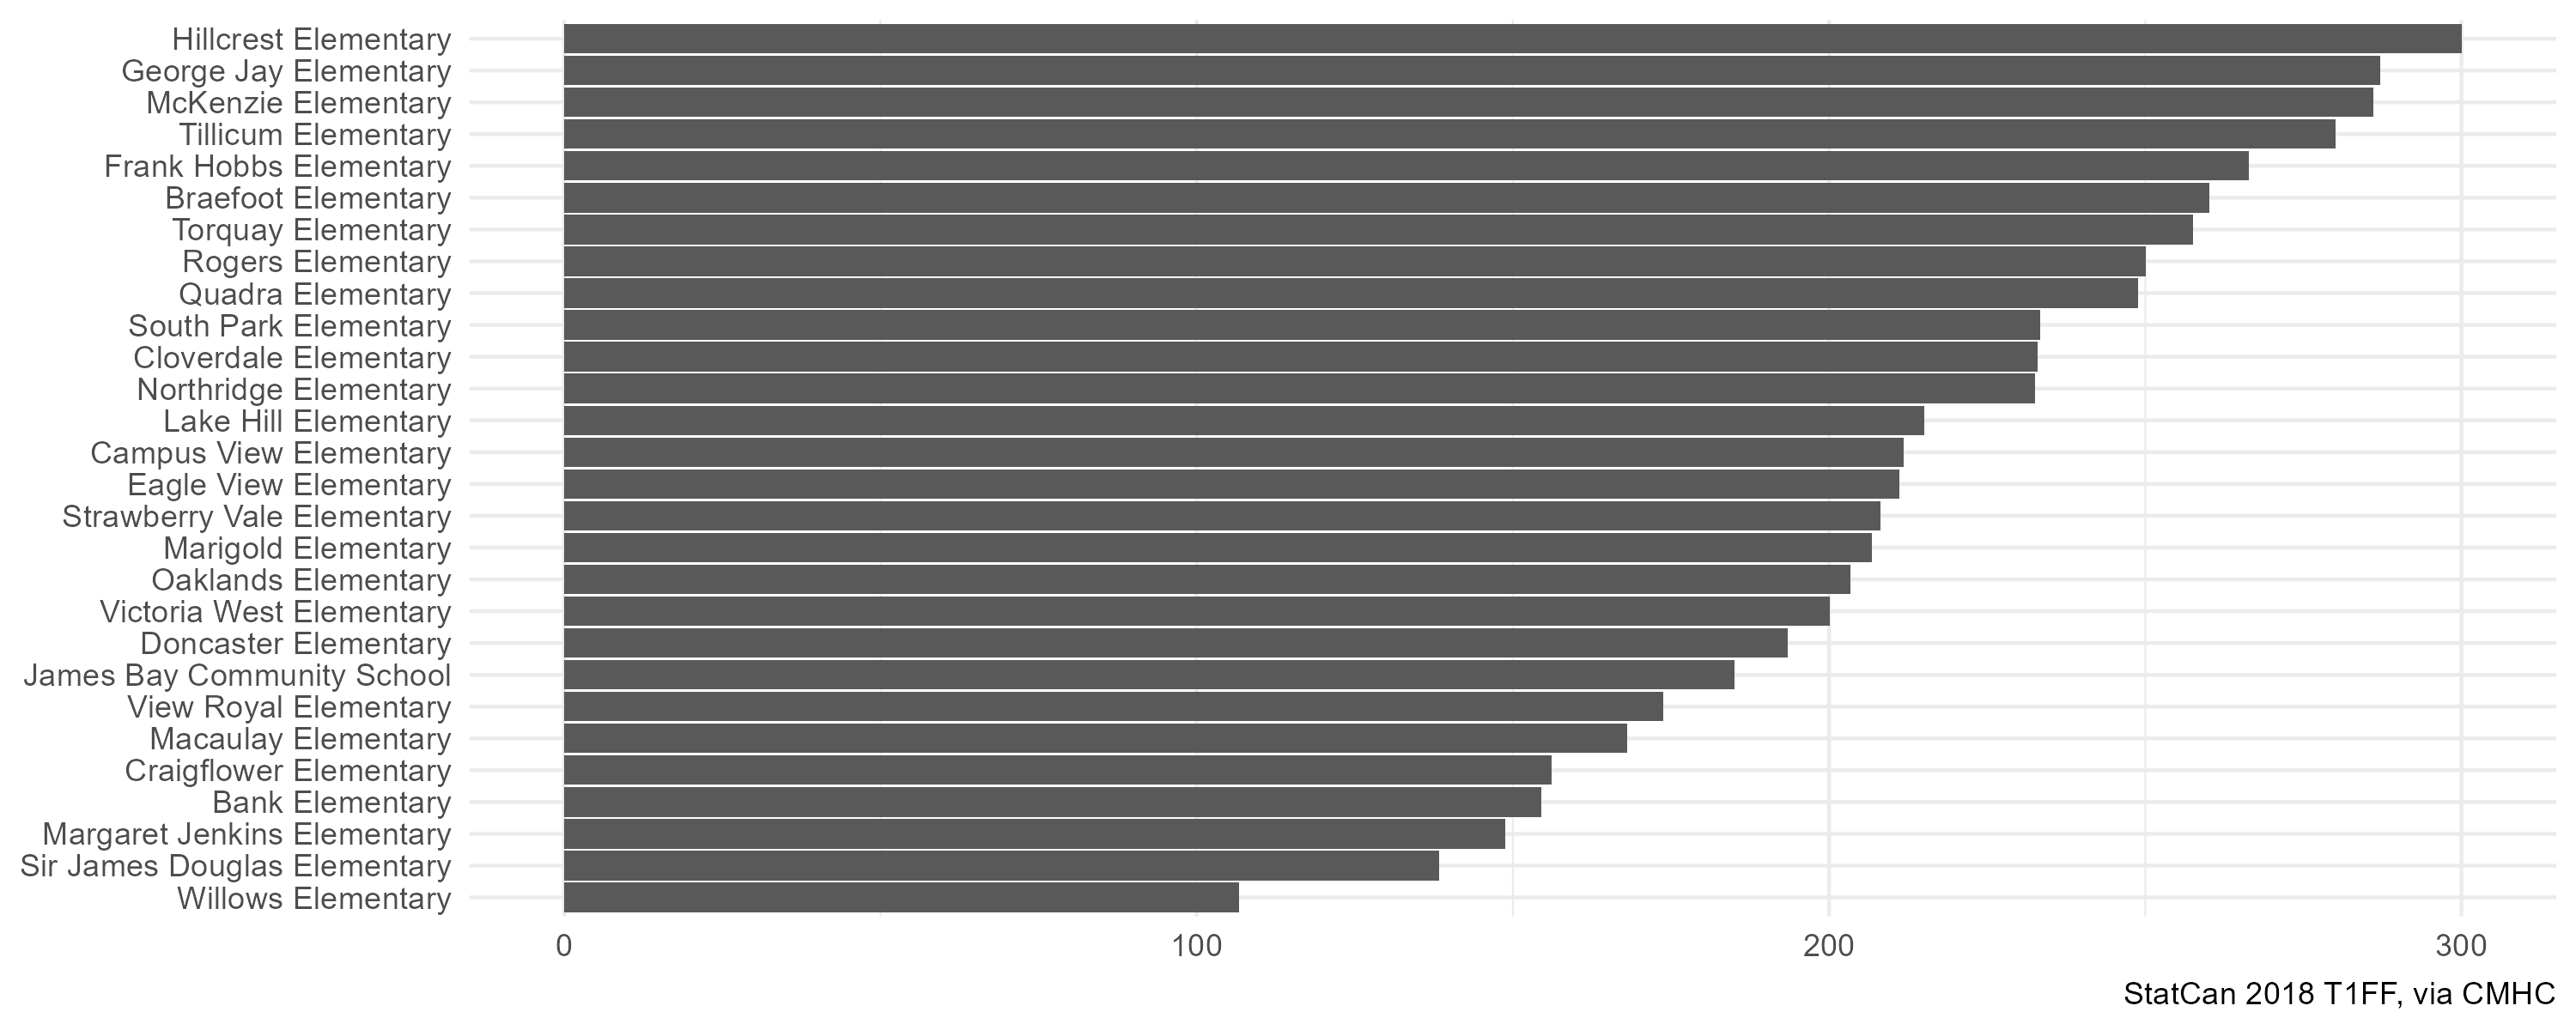 Hillcrest Elementary
George Jay Elementary
McKenzie Elementary
Tillicum Elementary
Frank Hobbs Elementary
Braefoot Elementary
Torquay Elementary
Rogers Elementary
Quadra Elementary
South Park Elementary
Cloverdale Elementary
Northridge Elementary
Lake Hill Elementary
Campus View Elementary
Eagle View Elementary
Strawberry Vale Elementary
Marigold Elementary
Oaklands Elementary
Victoria West Elementary
Doncaster Elementary
James Bay Community School
View Royal Elementary
Macaulay Elementary
Craigflower Elementary
Bank Elementary
Margaret Jenkins Elementary
Sir James Douglas Elementary
Willows Elementary
0 100 200 300
StatCan 2018 T1FF, via CMHC